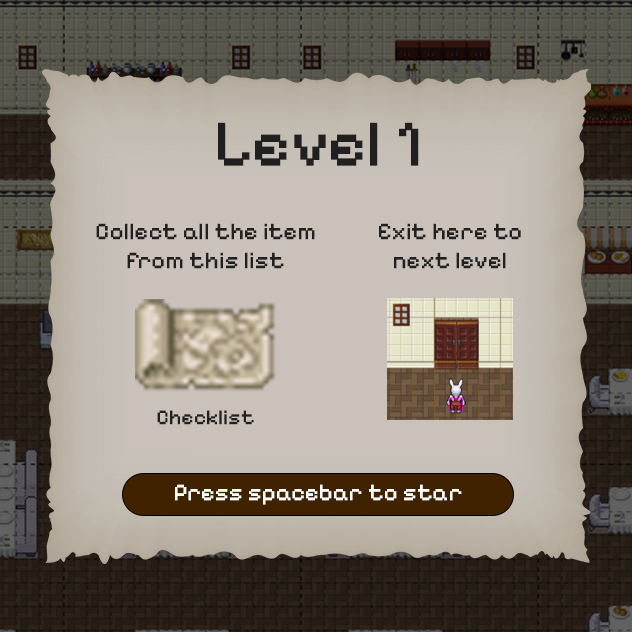 Level 1
Collect all the item
from this list
Exit here to
next level
Checklist
Press spacebar to star